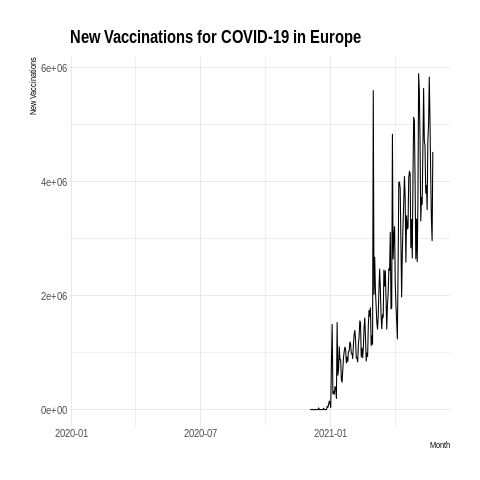 New Vaccinations for COVID-19 in Europe
New Vaccinations
6e+06
4e+06
2e+06
0e+00
2020-01
2020-07
2021-01
Month